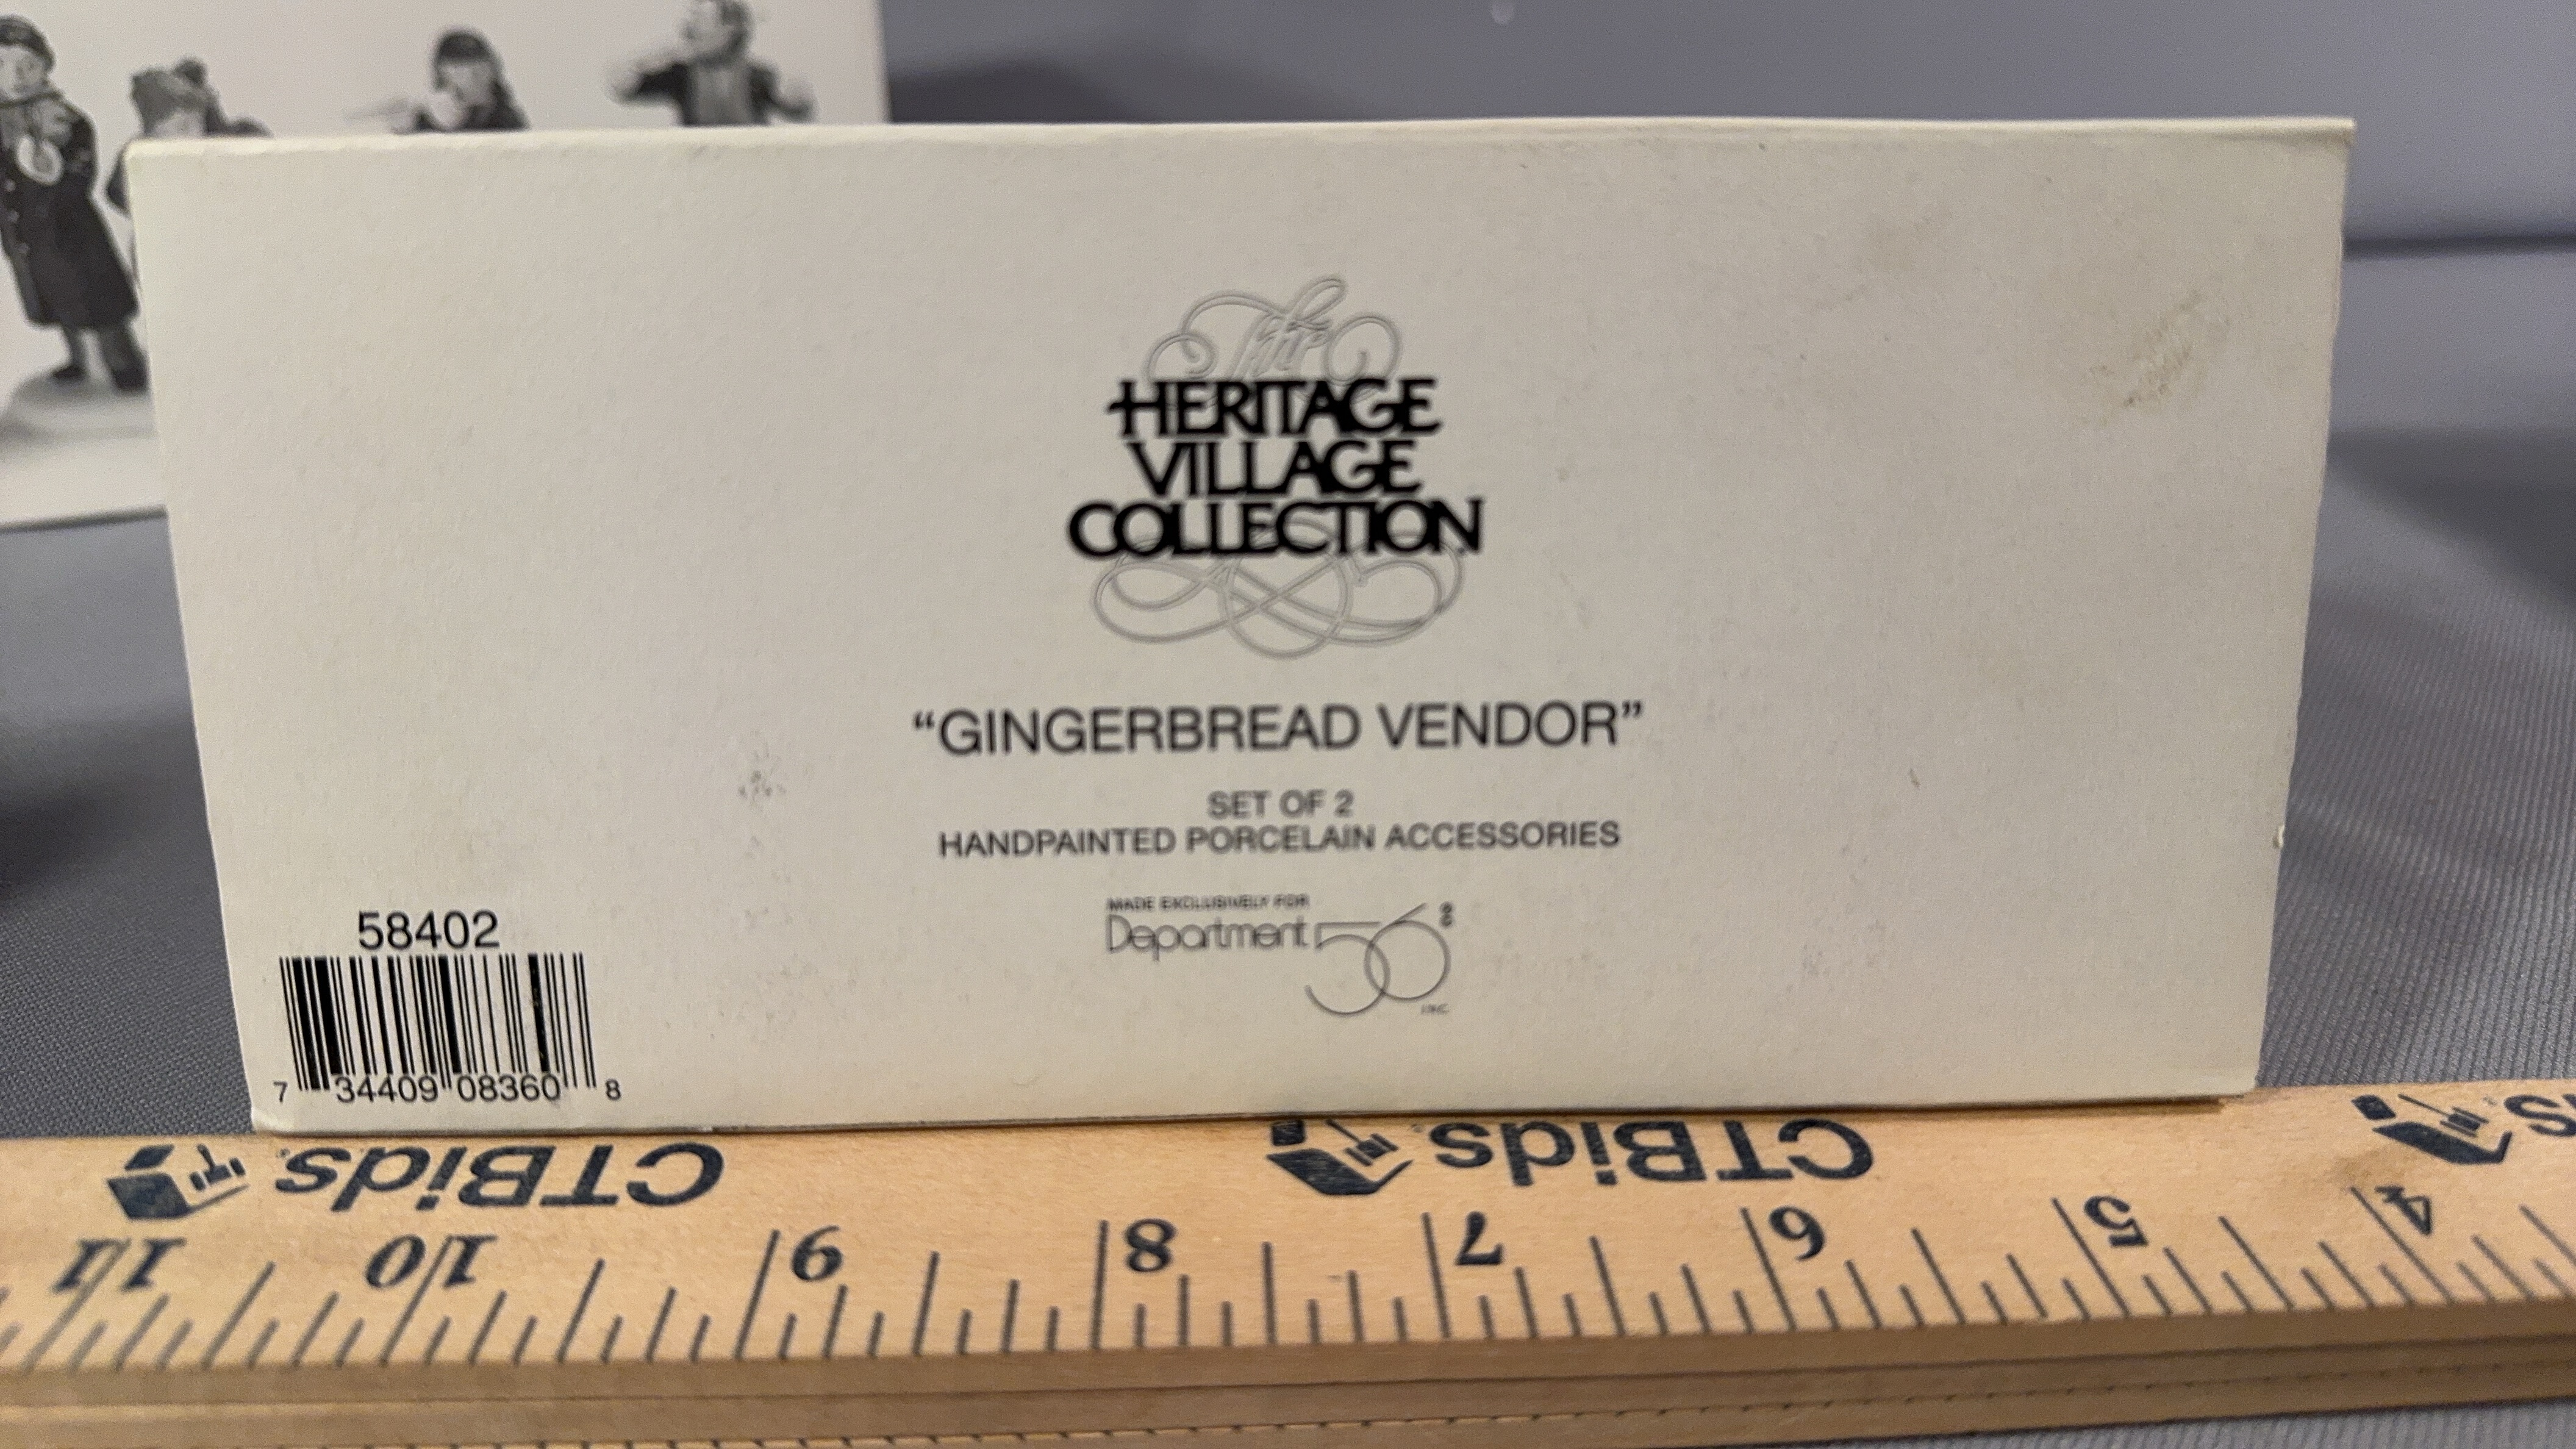 The
HERITAGE
VILLAGE
COLLECTION
“GINGERBREAD VENDOR”
SET OF 2
HANDPAINTED PORCELAIN ACCESSORIES
MADE EXCLUSIVELY FOR
Department 56
INC.
58402
7 34409 08360 8
CTBids CTBids S
11 10 9 8 7 6 5 4